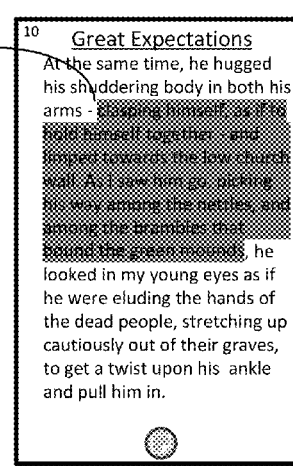 10
Great Expectations
At the same time, he hugged
his shuddering body in both his
arms - clasping himself, as if to
hold himself together - and
limped towards the low church
wall. As I saw him go, picking
his way among the nettles, and
among the brambles that
bound the green mounds, he
looked in my young eyes as if
he were eluding the hands of
the dead people, stretching up
cautiously out of their graves,
to get a twist upon his ankle
and pull him in.